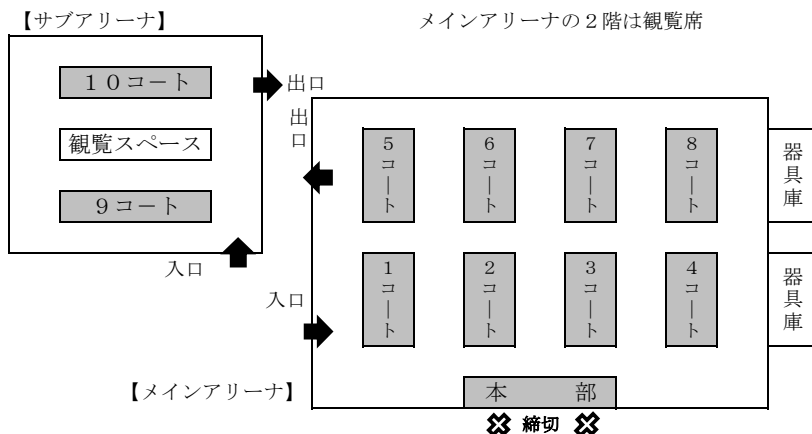 【サブアリーナ】
メインアリーナの２階は観覧席
１０コート
出口
観覧スペース
９コート
入口
出口
５コート
６コート
７コート
８コート
器具庫
入口
１コート
２コート
３コート
４コート
器具庫
【メインアリーナ】
本　　部
締切